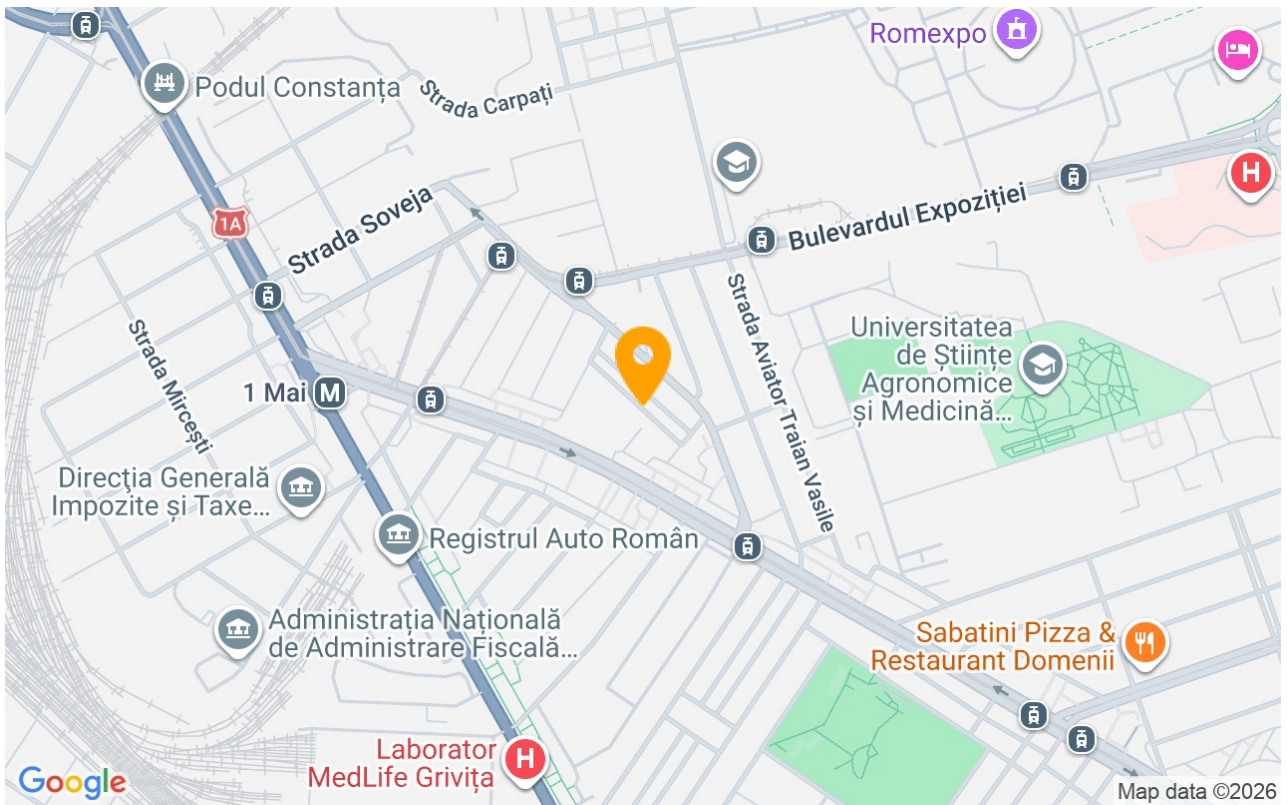 Romexpo
Podul Constanța
Strada Carpați
1A
Strada Soveja
Bulevardul Expoziției
H
Strada Mircești
Strada Aviator Traian Vasile
Universitatea
de Științe
Agronomice
și Medicină...
1 Mai
M
Direcţia Generală
Impozite și Taxe...
Registrul Auto Român
Administrația Națională
de Administrare Fiscală...
Sabatini Pizza &
Restaurant Domenii
Laborator
MedLife Grivița
H
Google
Map data ©2026